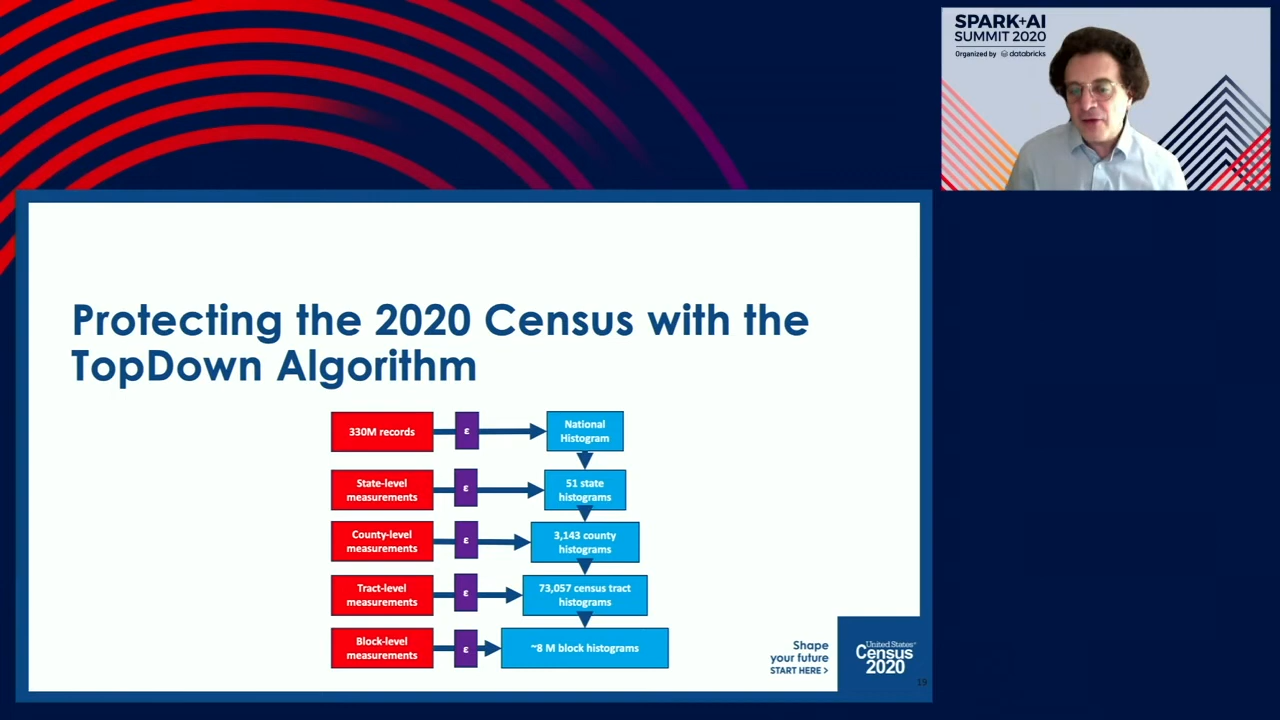 SPARK+AI
SUMMIT 2020
Organized by databricks
Protecting the 2020 Census with the
TopDown Algorithm
330M records
ε
National
Histogram
State-level
measurements
ε
51 state
histograms
County-level
measurements
ε
3,143 county
histograms
Tract-level
measurements
ε
73,057 census tract
histograms
Block-level
measurements
ε
~8 M block histograms
Shape
your future
START HERE >
United States®
Census
2020
19